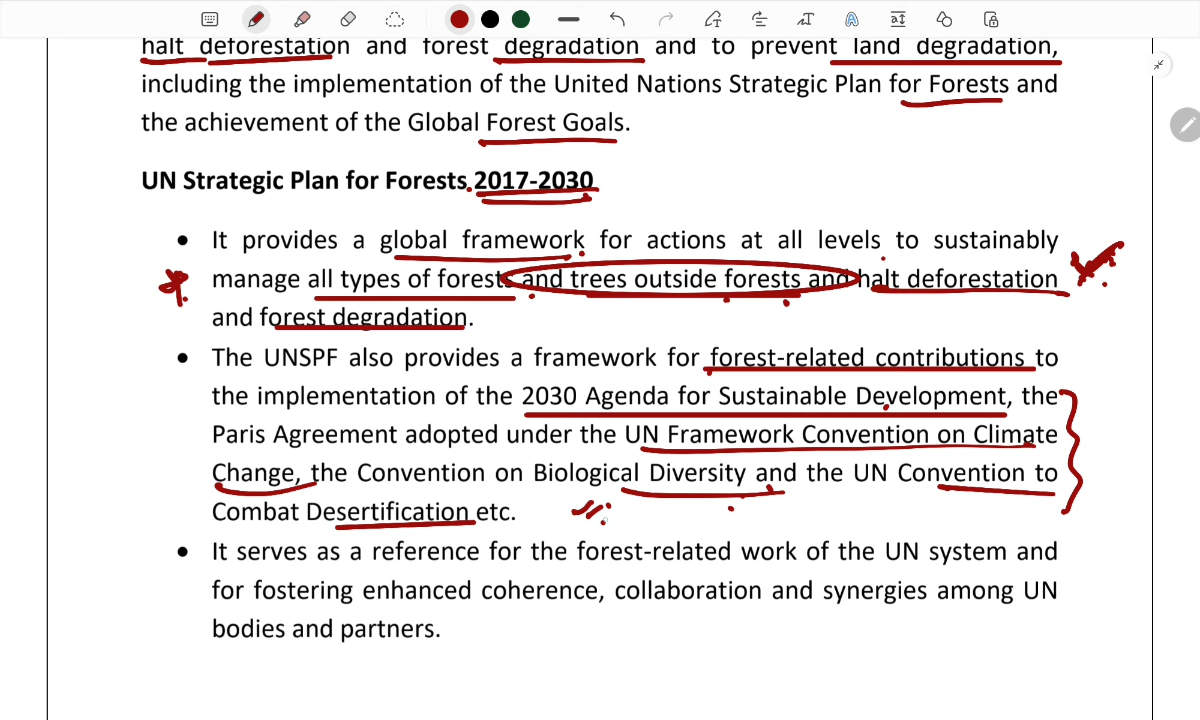 halt deforestation and forest degradation and to prevent land degradation,
including the implementation of the United Nations Strategic Plan for Forests and
the achievement of the Global Forest Goals.
UN Strategic Plan for Forests 2017-2030
• It provides a global framework for actions at all levels to sustainably
manage all types of forests and trees outside forests and halt deforestation
and forest degradation.
• The UNSPF also provides a framework for forest-related contributions to
the implementation of the 2030 Agenda for Sustainable Development, the
Paris Agreement adopted under the UN Framework Convention on Climate
Change, the Convention on Biological Diversity and the UN Convention to
Combat Desertification etc.
• It serves as a reference for the forest-related work of the UN system and
for fostering enhanced coherence, collaboration and synergies among UN
bodies and partners.